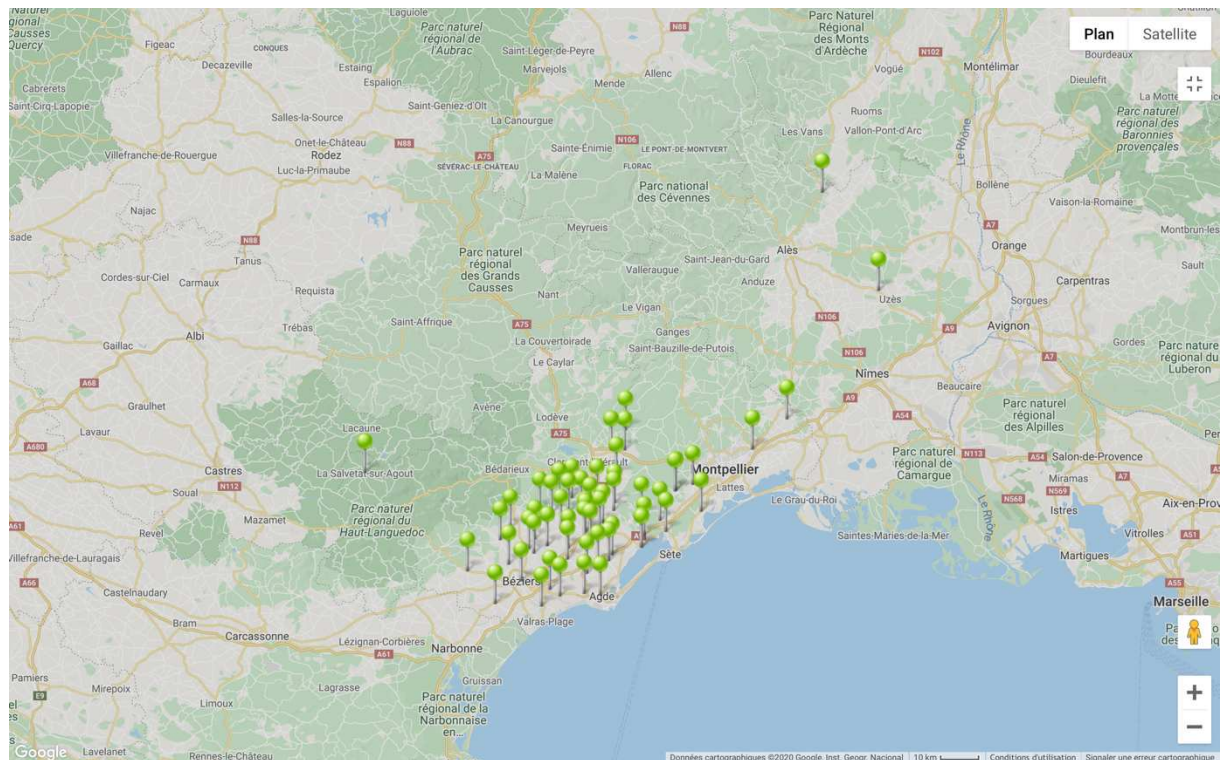 Laguiole
Parc Naturel
Régional
des Monts
d'Ardèche
Plan
Satellite
Causses
Quercy
Figeac
CONQUES
Parc naturel
régional de
l'Aubrac
Saint-Léger-de-Peyre
N88
N102
Bourdeaux
Decazeville
Estaing
Espalion
Marvejols
Mende
Allenc
Vogüé
Montélimar
Dieulefit
Cabrerets
Saint-Cirq-Lapopie
Saint-Geniez-d'Olt
La Canourgue
Ruoms
Parc naturel
régional des
Baronnies
provençales
Salles-la-Source
Les Vans
Vallon-Pont-d'Arc
Le Rhône
Onet-le-Château
N88
A75
Sainte-Énimie
N106
LE PONT-DE-MONTVERT
Villefranche-de-Rouergue
Rodez
Luc-la-Primaube
SÉVÉRAC-LE-CHÂTEAU
La Malène
FLORAC
Parc national
des Cévennes
Bollène
Vaison-la-Romaine
Najac
Meyrueis
A7
Montbrun-les
N88
Tanus
Parc naturel
régional
des Grands
Causses
Saint-Jean-du-Gard
Alès
Orange
Cordes-sur-Ciel
Carmaux
Requista
Valleraugue
Anduze
Uzès
Carpentras
Sault
Nant
Le Vigan
Sorgues
Trébas
Saint-Affrique
A75
N106
A9
Avignon
Albi
Gaillac
La Couvertoirade
Ganges
Saint-Bauzille-de-Putois
Gordes
Parc naturel
régional du
Luberon
Le Caylar
N106
A7
A68
Nîmes
Beaucaire
Graulhet
Avène
Lodève
A9
A54
Parc naturel
régional
des Alpilles
Lacaune
A75
Lavaur
A680
La Salvetat-sur-Agout
Bédarieux
Montpellier
Parc naturel
régional de
Camargue
N113
A54
Salon-de-Provence
Castres
N112
Lattes
Miramas
Soual
Parc naturel
régional du
Haut-Languedoc
Le Grau-du-Roi
N568
N569
Istres
Aix-en-Prov
A61
Revel
Mazamet
Saintes-Maries-de-la-Mer
Le Rhône
A7
Vitrolles
A51
Villefranche-de-Lauragais
Sète
Martigues
A66
Castelnaudary
Béziers
Agde
A55
Bram
Valras-Plage
Marseille
Carcassonne
Lézignan-Corbières
A61
Narbonne
Pamiers
E9
Mirepoix
Limoux
Lagrasse
Gruissan
Parc naturel
régional de la
Narbonnaise
en...
Google
Lavelanet
Rennes-le-Château
Données cartographiques ©2020 Google, Inst. Geogr. Nacional
10 km
Conditions d'utilisation
Signaler une erreur cartographique